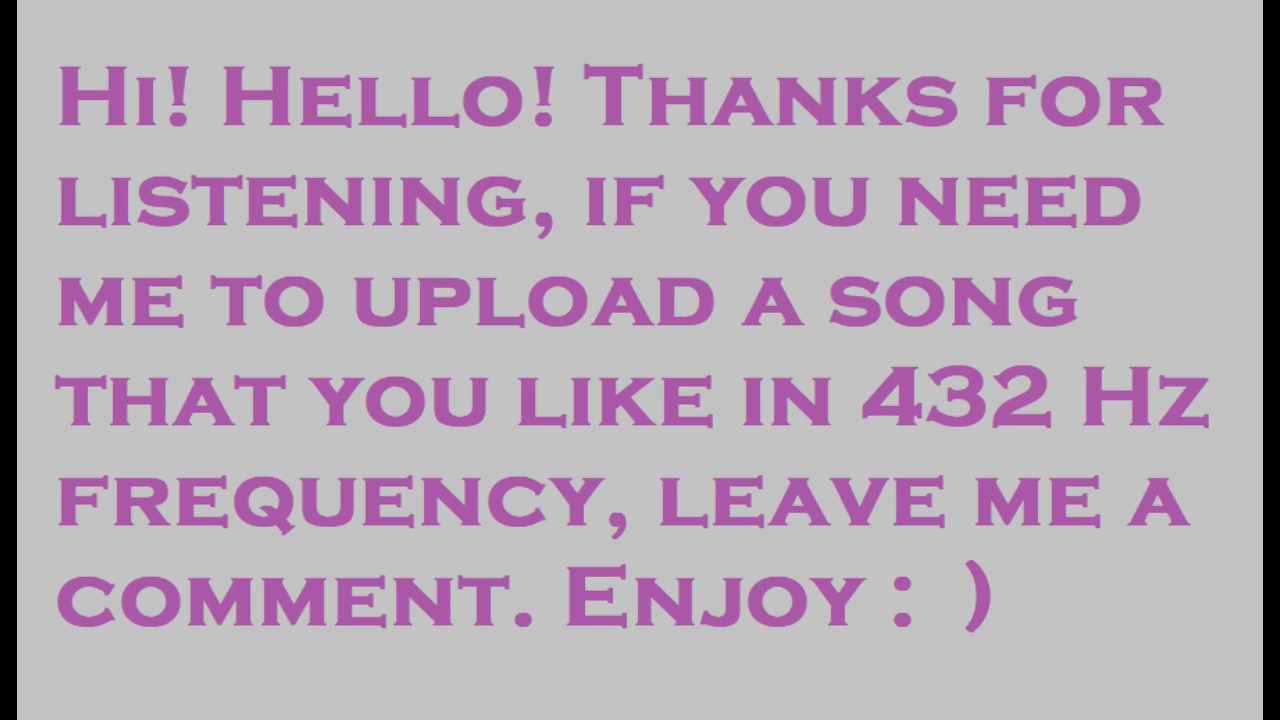 Hi! Hello! Thanks for
listening, if you need
me to upload a song
that you like in 432 Hz
frequency, leave me a
comment. Enjoy : )